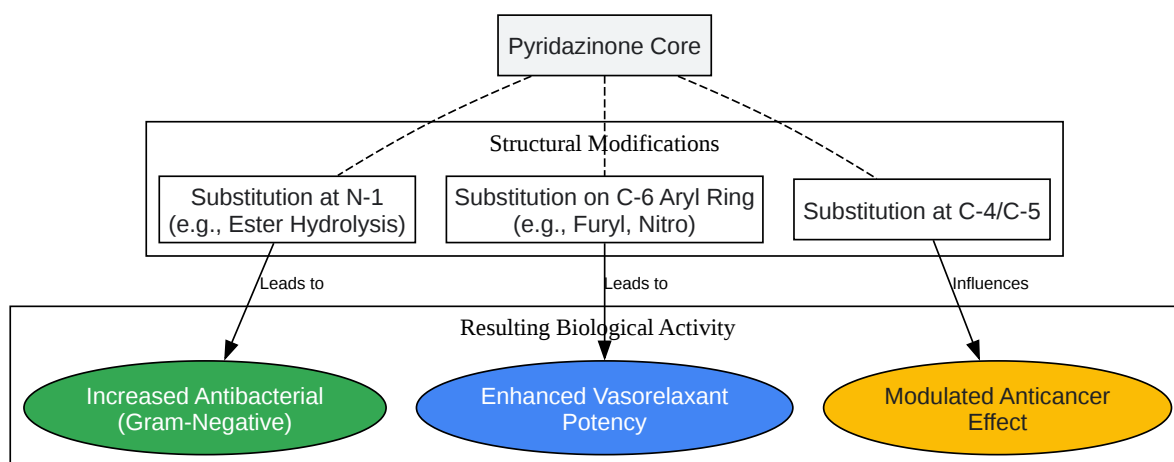 Pyridazinone Core
Structural Modifications
Substitution at N-1
(e.g., Ester Hydrolysis)
Substitution on C-6 Aryl Ring
(e.g., Furyl, Nitro)
Substitution at C-4/C-5
Leads to
Leads to
Influences
Resulting Biological Activity
Increased Antibacterial
(Gram-Negative)
Enhanced Vasorelaxant
Potency
Modulated Anticancer
Effect